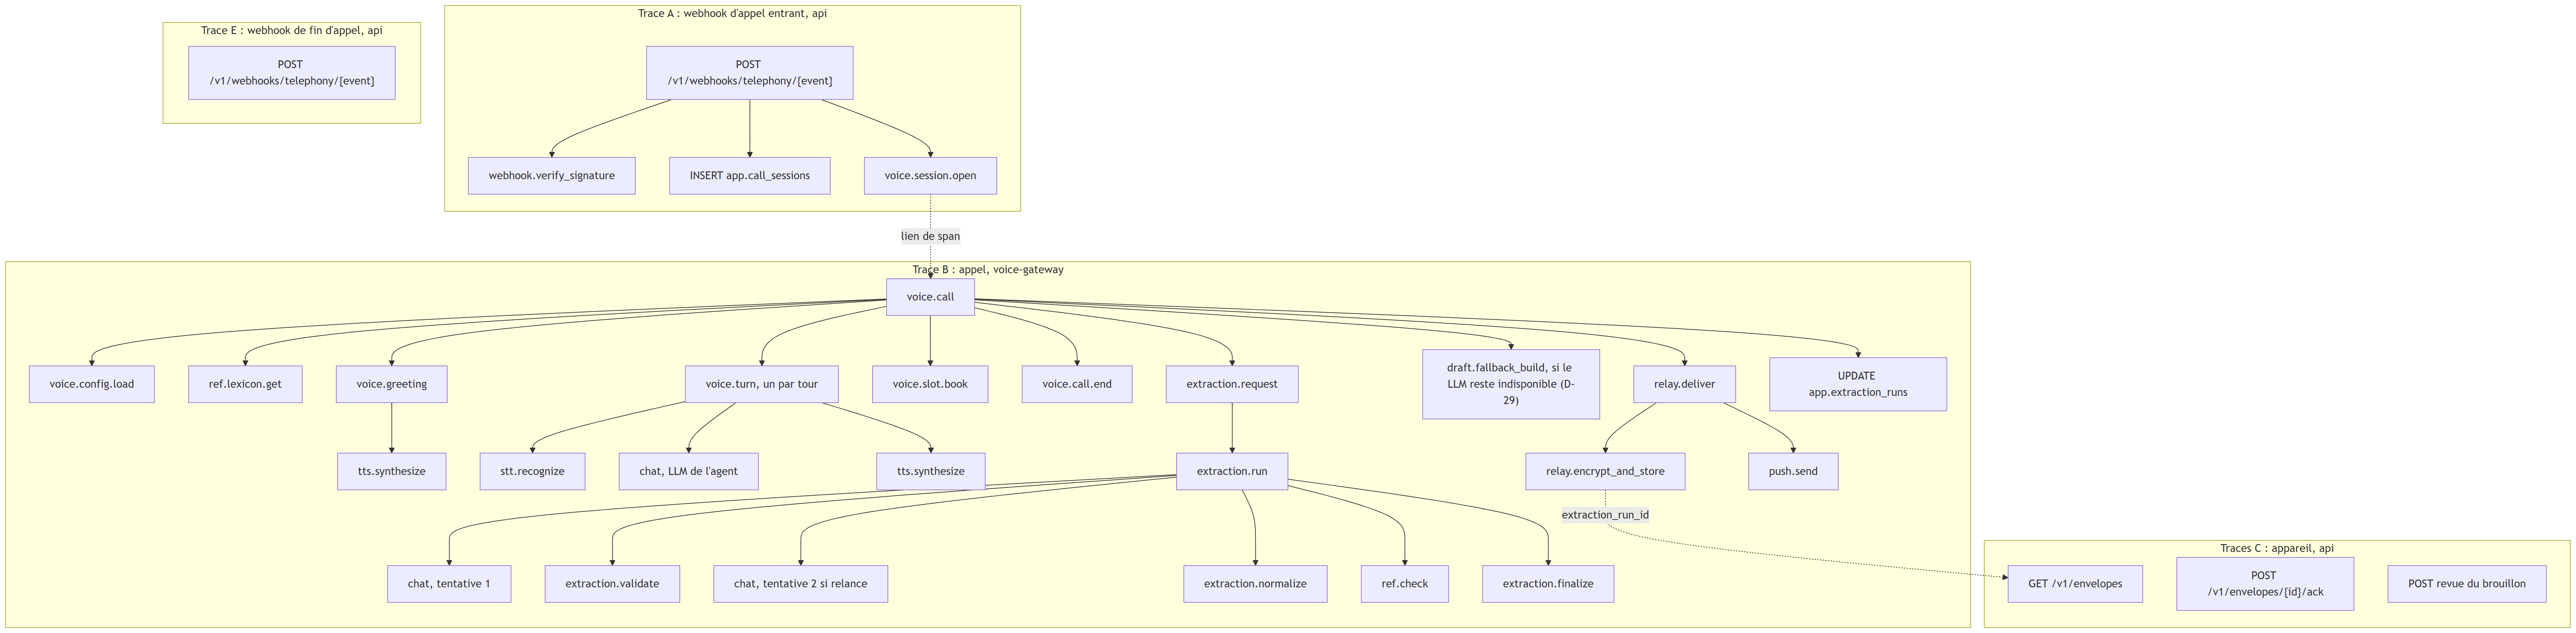 Trace E : webhook de fin d'appel, api
POST
/v1/webhooks/telephony/{event}
Trace A : webhook d'appel entrant, api
POST
/v1/webhooks/telephony/{event}
webhook.verify_signature
INSERT app.call_sessions
voice.session.open
lien de span
Trace B : appel, voice-gateway
voice.call
voice.config.load
ref.lexicon.get
voice.greeting
voice.turn, un par tour
voice.slot.book
voice.call.end
extraction.request
draft.fallback_build, si le
LLM reste indisponible (D-
29)
relay.deliver
UPDATE
app.extraction_runs
tts.synthesize
stt.recognize
chat, LLM de l'agent
tts.synthesize
extraction.run
relay.encrypt_and_store
push.send
extraction_run_id
chat, tentative 1
extraction.validate
chat, tentative 2 si relance
extraction.normalize
ref.check
extraction.finalize
Traces C : appareil, api
GET /v1/envelopes
POST
/v1/envelopes/{id}/ack
POST revue du brouillon